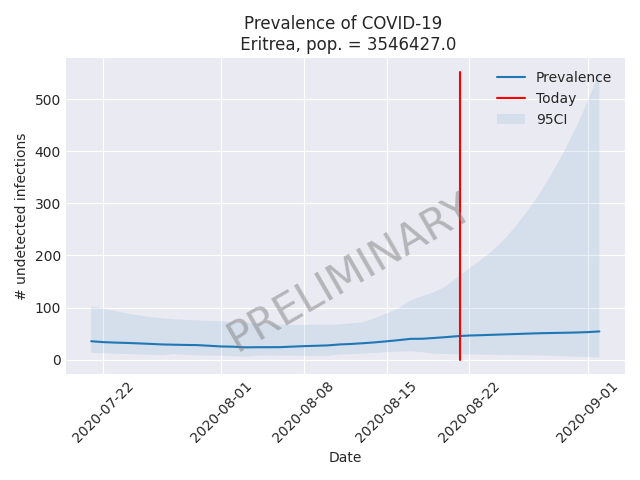 Prevalence of COVID-19
Eritrea, pop. = 3546427.0
Prevalence
Today
95CI
# undetected infections
500
400
300
200
100
0
PRELIMINARY
2020-07-22
2020-08-01
2020-08-08
2020-08-15
2020-08-22
2020-09-01
Date